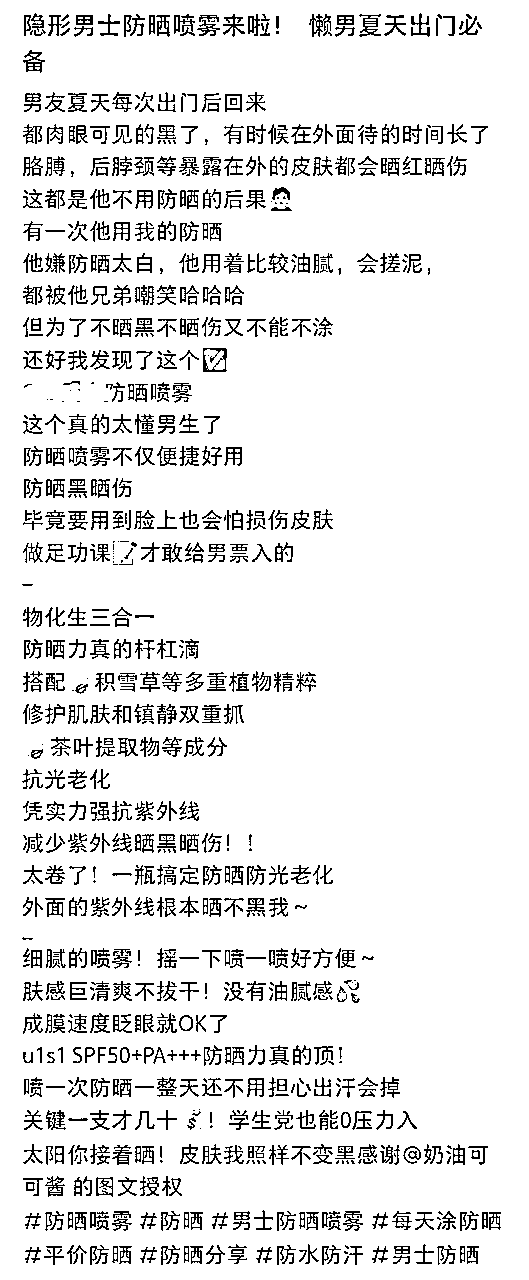 隐形男士防晒喷雾来啦！ 懒男夏天出门必
备
男友夏天每次出门后回来
都肉眼可见的黑了，有时候在外面待的时间长了
胳膊，后脖颈等暴露在外的皮肤都会晒红晒伤
这都是他不用防晒的后果
有一次他用我的防晒
他嫌防晒太白，他用着比较油腻，会搓泥，
都被他兄弟嘲笑哈哈哈
但为了不晒黑不晒伤又不能不涂
还好我发现了这个
防晒喷雾
这个真的太懂男生了
防晒喷雾不仅便捷好用
防晒黑晒伤
毕竟要用到脸上也会怕损伤皮肤
做足功课📝才敢给男票入的
–
物化生三合一
防晒力真的杆杠滴
搭配🌿积雪草等多重植物精粹
修护肌肤和镇静双重抓
🌿茶叶提取物等成分
抗光老化
凭实力强抗紫外线
减少紫外线晒黑晒伤！！
太卷了！一瓶搞定防晒防光老化
外面的紫外线根本晒不黑我～
–
细腻的喷雾！摇一下喷一喷好方便～
肤感巨清爽不拔干！没有油腻感💦
成膜速度眨眼就OK了
u1s1 SPF50+PA+++防晒力真的顶！
喷一次防晒一整天还不用担心出汗会掉
关键一支才几十！学生党也能0压力入
太阳你接着晒！皮肤我照样不变黑感谢@奶油可
可酱 的图文授权
#防晒喷雾 #防晒 #男士防晒喷雾 #每天涂防晒
#平价防晒 #防晒分享 #防水防汗 #男士防晒